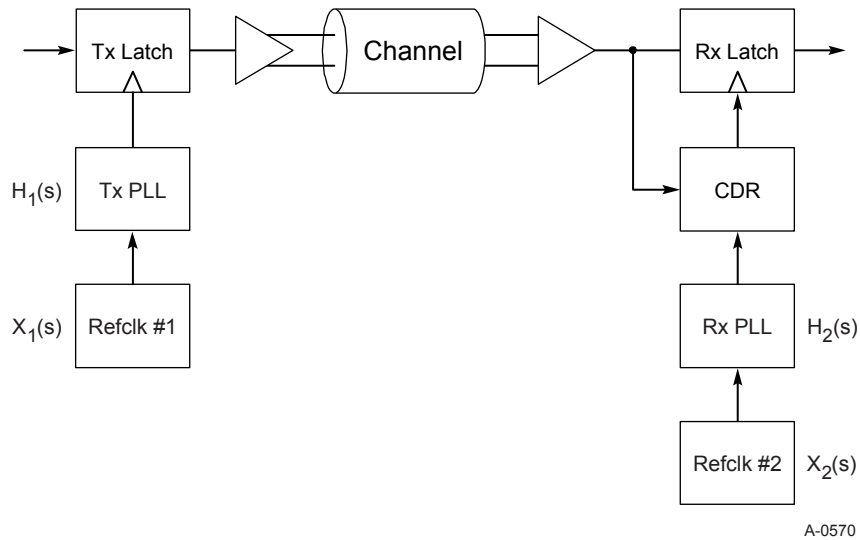 Tx Latch
Channel
Rx Latch
H1(s)
Tx PLL
CDR
X1(s)
Refclk #1
Rx PLL
H2(s)
Refclk #2
X2(s)
A-0570